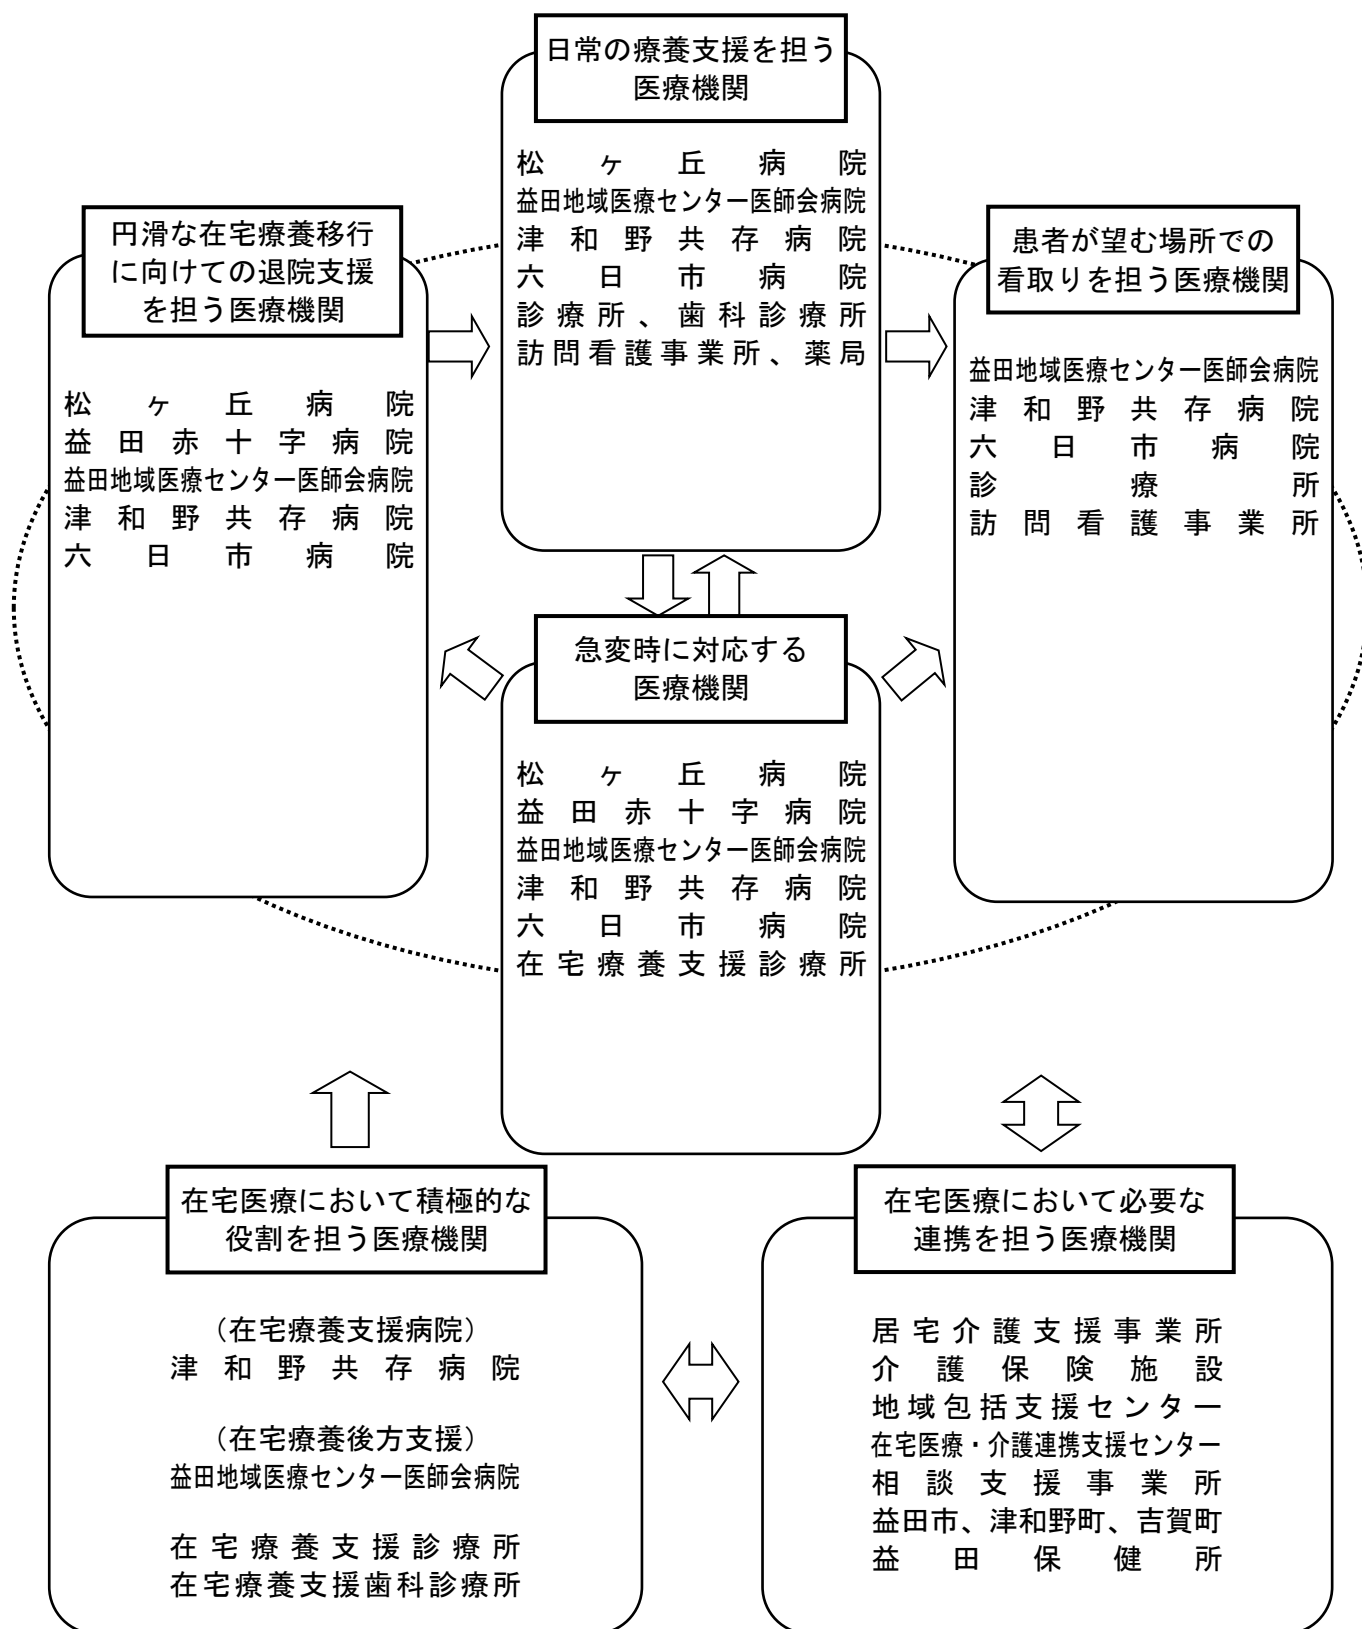 日常の療養支援を担う
医療機関
松ヶ丘病院
益田地域医療センター医師会病院
津和野共存病院
六日市病院
診療所、歯科診療所
訪問看護事業所、薬局
円滑な在宅療養移行
に向けての退院支援
を担う医療機関
松ヶ丘病院
益田赤十字病院
益田地域医療センター医師会病院
津和野共存病院
六日市病院
患者が望む場所での
看取りを担う医療機関
益田地域医療センター医師会病院
津和野共存病院
六日市病院
診療所
訪問看護事業所
急変時に対応する
医療機関
松ヶ丘病院
益田赤十字病院
益田地域医療センター医師会病院
津和野共存病院
六日市病院
在宅療養支援診療所
在宅医療において積極的な
役割を担う医療機関
（在宅療養支援病院）
津和野共存病院
（在宅療養後方支援）
益田地域医療センター医師会病院
在宅療養支援診療所
在宅療養支援歯科診療所
在宅医療において必要な
連携を担う医療機関
居宅介護支援事業所
介護保険施設
地域包括支援センター
在宅医療・介護連携支援センター
相談支援事業所
益田市、津和野町、吉賀町
益田保健所